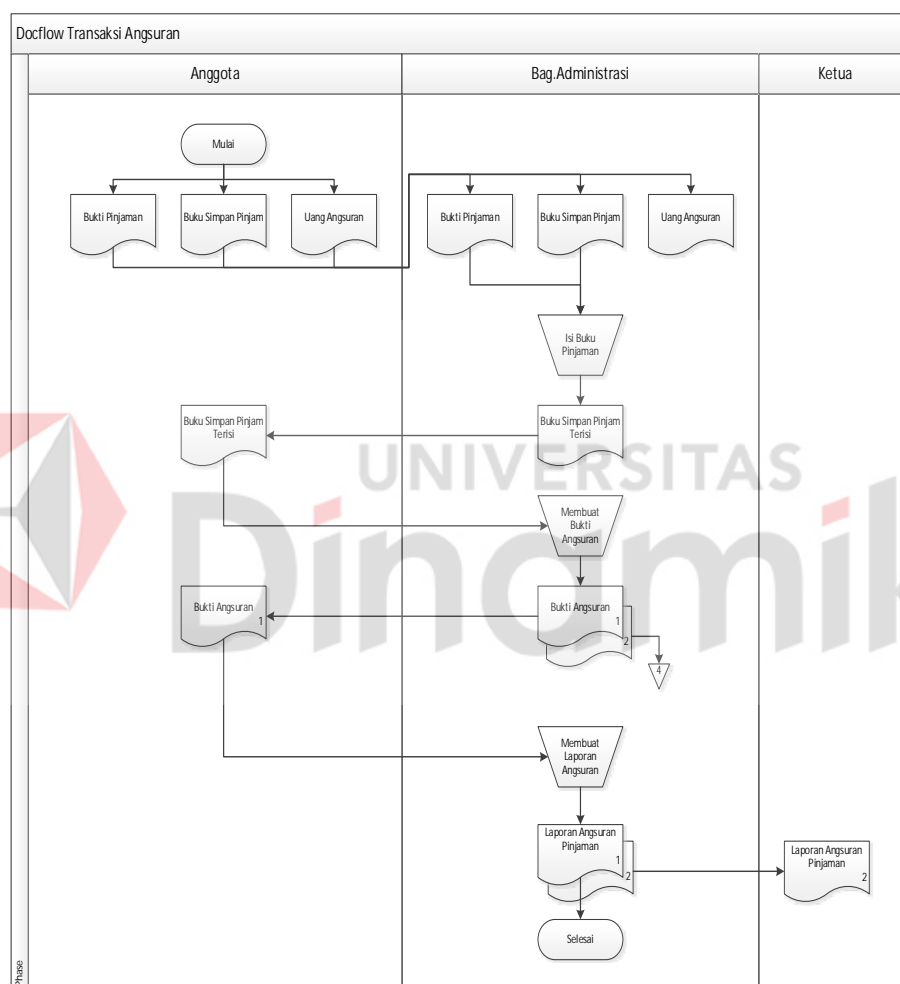 Docflow Transaksi Angsuran
Anggota
Bag.Administrasi
Ketua
Mulai
Bukti Pinjaman
Buku Simpan Pinjam
Uang Angsuran
Bukti Pinjaman
Buku Simpan Pinjam
Uang Angsuran
Isi Buku
Pinjaman
Buku Simpan Pinjam
Terisi
Buku Simpan Pinjam
Terisi
UNIVERSITAS
Dinamik
Membuat
Bukti
Angsuran
Bukti Angsuran
1
Bukti Angsuran
1
2
4
Membuat
Laporan
Angsuran
Laporan Angsuran
Pinjaman
1
2
Laporan Angsuran
Pinjaman
2
Selesai
Phase